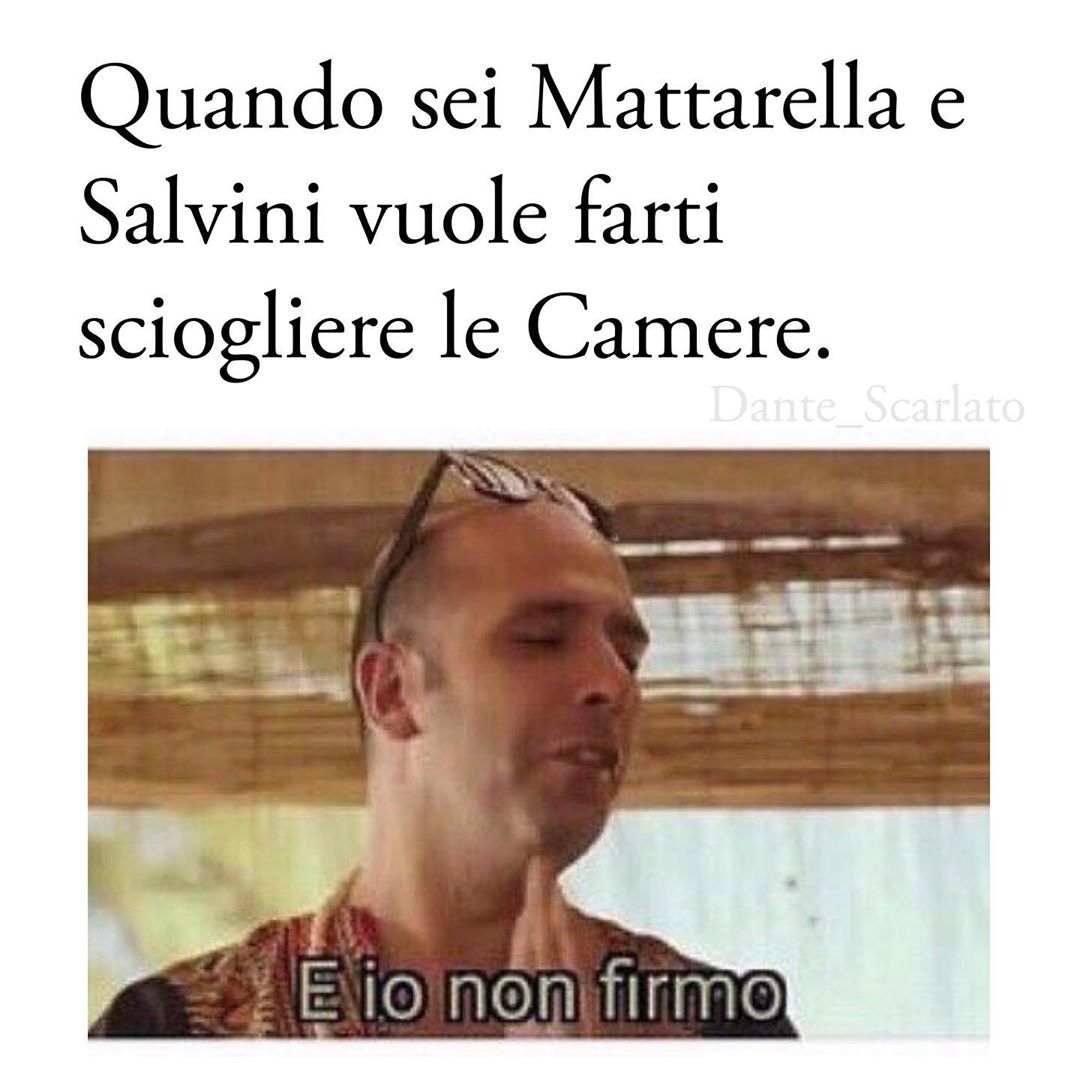 Quando sei Mattarella e
Salvini vuole farti
sciogliere le Camere.
Dante_Scarlato
E io non firmo